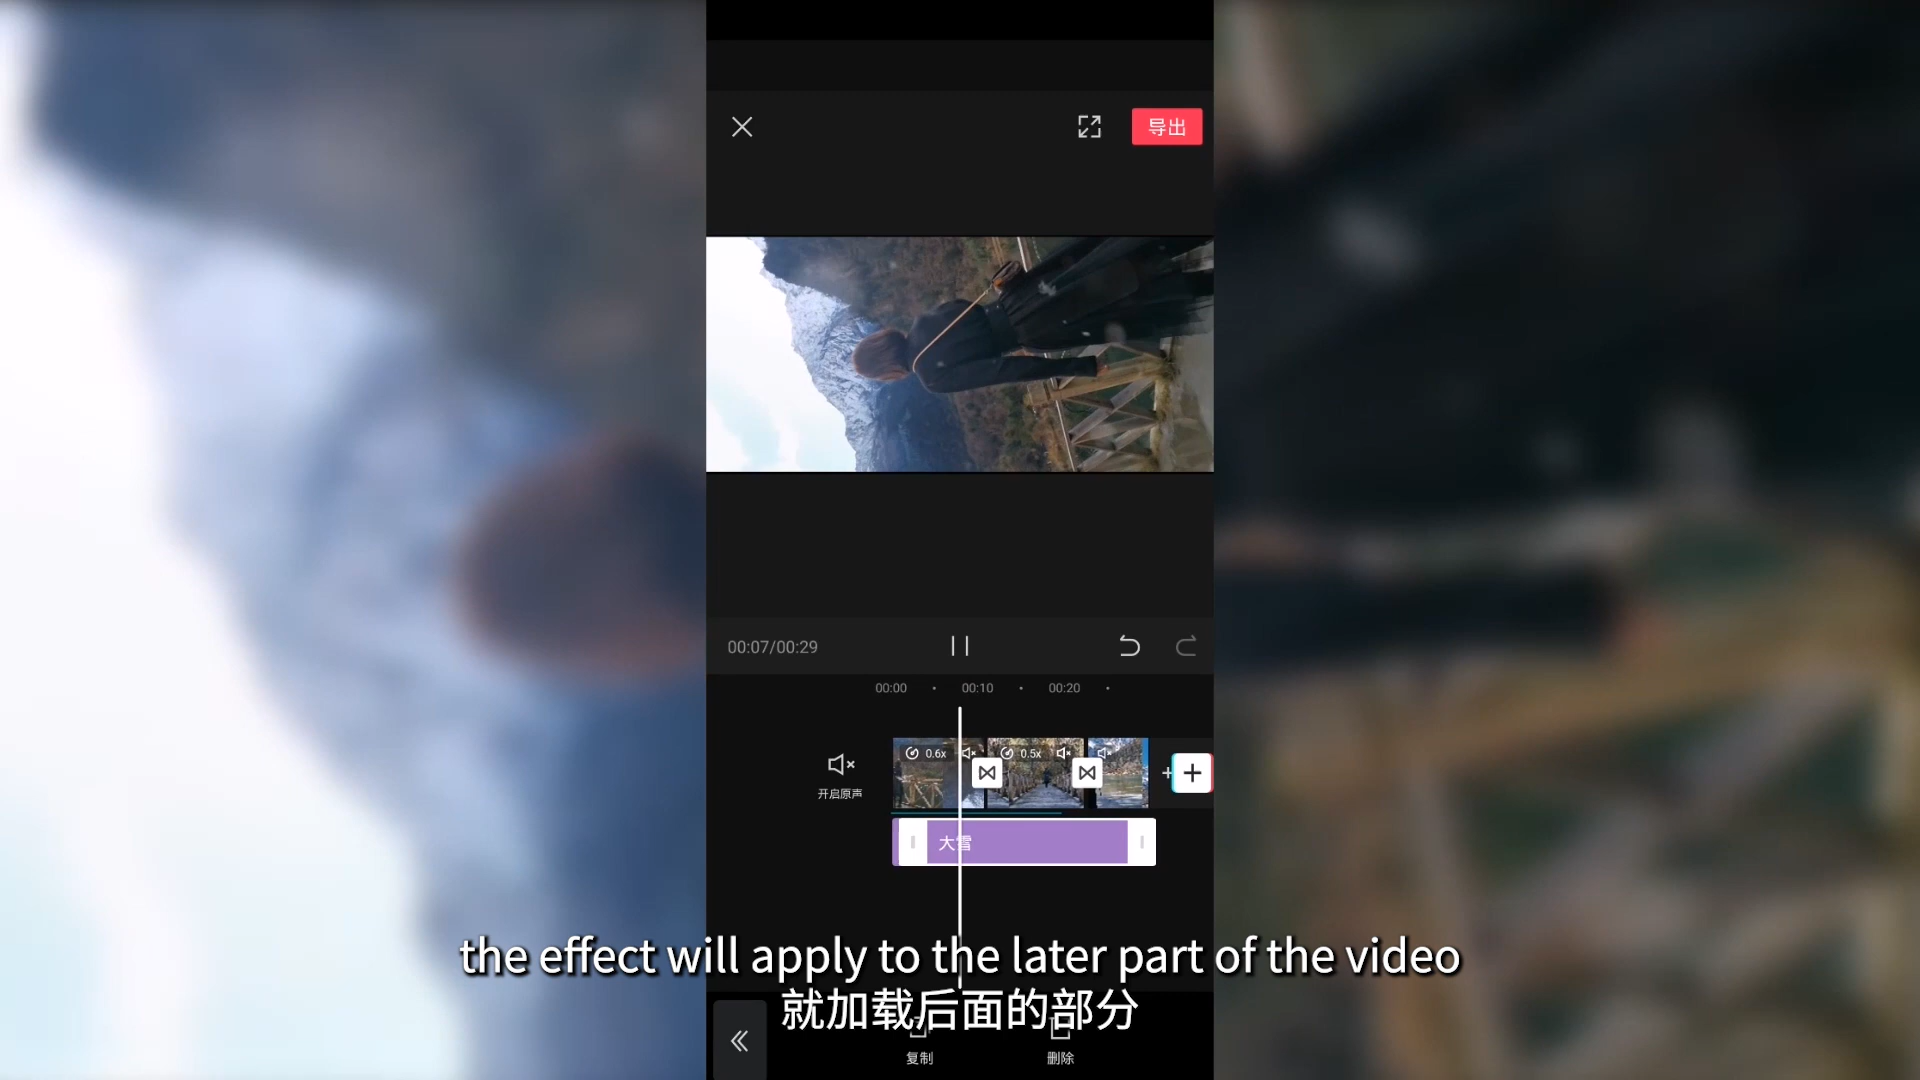 导出
00:07/00:29
00:00
00:10
00:20
0.6x
0.5x
开启原声
大雪
the effect will apply to the later part of the video
就加载后面的部分
复制
删除